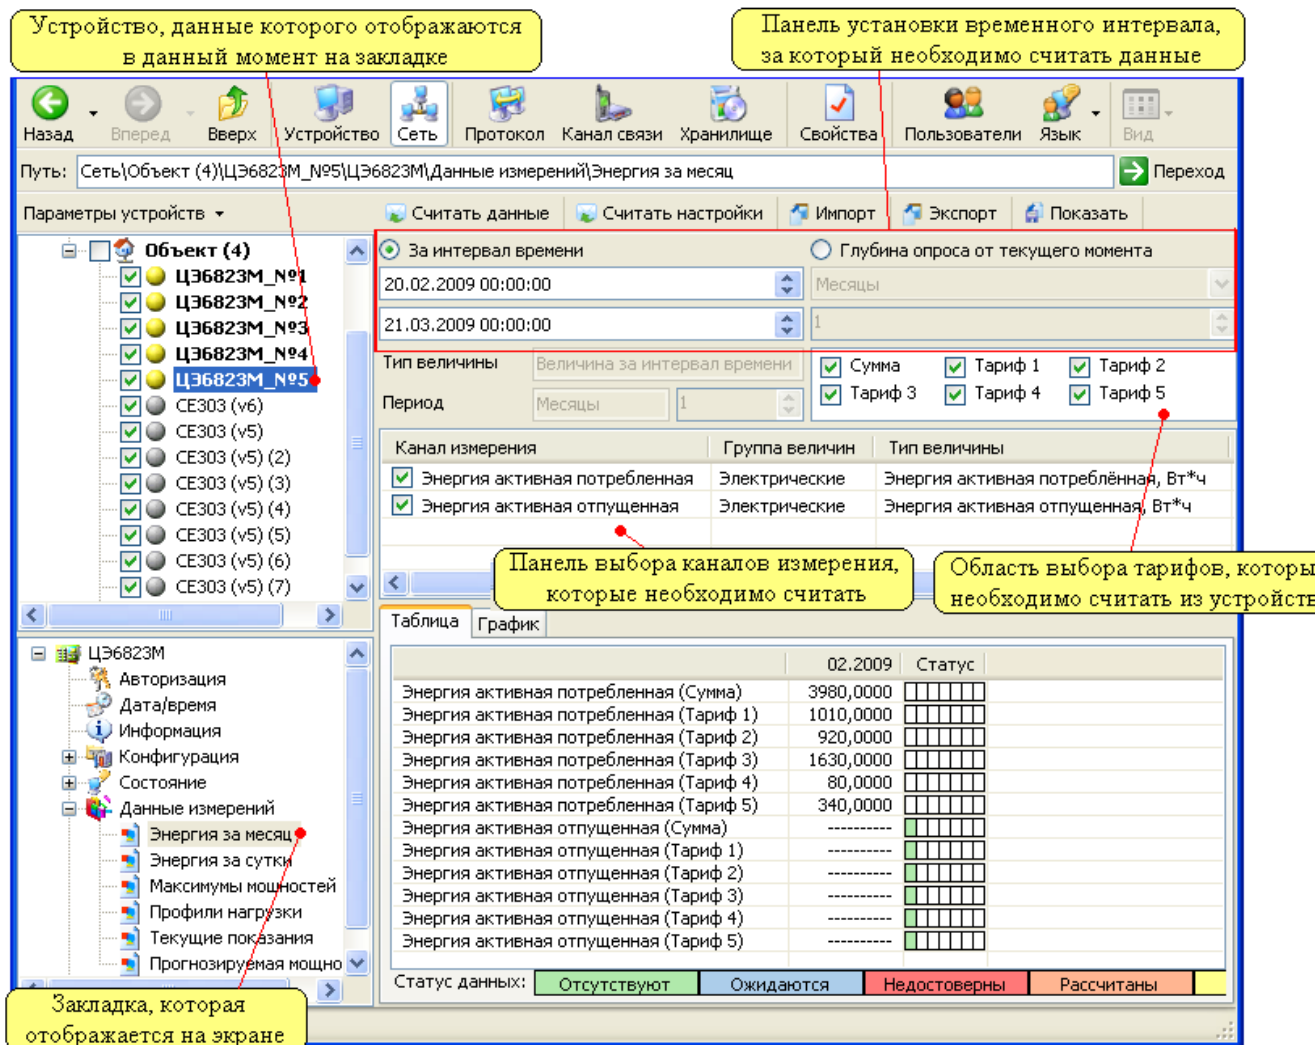 Устройство, данные которого отображаются
в данный момент на закладке
Панель установки временного интервала,
за который необходимо считать данные
Назад Вперед Вверх Устройство Сеть Протокол Канал связи Хранилище Свойства Пользователи Язык Вид
Путь: Сеть\Объект (4)\ЦЭ6823М_№5\ЦЭ6823М\Данные измерений\Энергия за месяц Переход
Параметры устройств Считать данные Считать настройки Импорт Экспорт Показать
Объект (4)
ЦЭ6823М_№1
ЦЭ6823М_№2
ЦЭ6823М_№3
ЦЭ6823М_№4
ЦЭ6823М_№5
СЕ303 (v6)
СЕ303 (v5)
СЕ303 (v5) (2)
СЕ303 (v5) (3)
СЕ303 (v5) (4)
СЕ303 (v5) (5)
СЕ303 (v5) (6)
СЕ303 (v5) (7)
За интервал времени Глубина опроса от текущего момента
20.02.2009 00:00:00 Месяцы
21.03.2009 00:00:00 1
Тип величины Величина за интервал времени
Период Месяцы 1
Сумма Тариф 1 Тариф 2
Тариф 3 Тариф 4 Тариф 5
Канал измерения Группа величин Тип величины
Энергия активная потребленная Электрические Энергия активная потреблённая, Вт*ч
Энергия активная отпущенная Электрические Энергия активная отпущенная, Вт*ч
Панель выбора каналов измерения,
которые необходимо считать
Область выбора тарифов, которы
необходимо считать из устройств
Таблица График
02.2009 Статус
Энергия активная потребленная (Сумма) 3980,0000
Энергия активная потребленная (Тариф 1) 1010,0000
Энергия активная потребленная (Тариф 2) 920,0000
Энергия активная потребленная (Тариф 3) 1630,0000
Энергия активная потребленная (Тариф 4) 80,0000
Энергия активная потребленная (Тариф 5) 340,0000
Энергия активная отпущенная (Сумма) ----------
Энергия активная отпущенная (Тариф 1) ----------
Энергия активная отпущенная (Тариф 2) ----------
Энергия активная отпущенная (Тариф 3) ----------
Энергия активная отпущенная (Тариф 4) ----------
Энергия активная отпущенная (Тариф 5) ----------
Статус данных: Отсутствуют Ожидаются Недостоверны Рассчитаны
ЦЭ6823М
Авторизация
Дата/время
Информация
Конфигурация
Состояние
Данные измерений
Энергия за месяц
Энергия за сутки
Максимумы мощностей
Профили нагрузки
Текущие показания
Прогнозируемая мощно
Закладка, которая
отображается на экране